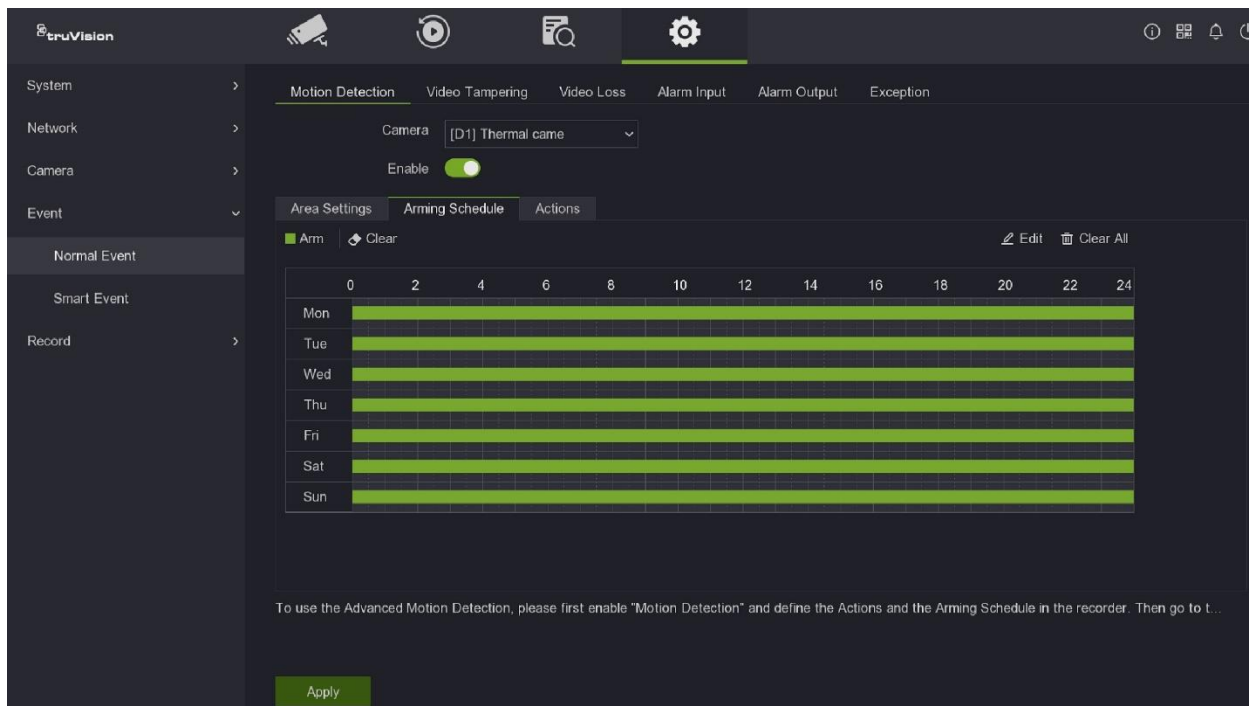 truVision
System
Network
Camera
Event
Normal Event
Smart Event
Record
Motion Detection Video Tampering Video Loss Alarm Input Alarm Output Exception
Camera [D1] Thermal came
Enable
Area Settings Arming Schedule Actions
Arm Clear Edit Clear All
0 2 4 6 8 10 12 14 16 18 20 22 24
Mon
Tue
Wed
Thu
Fri
Sat
Sun
To use the Advanced Motion Detection, please first enable "Motion Detection" and define the Actions and the Arming Schedule in the recorder. Then go to t...
Apply